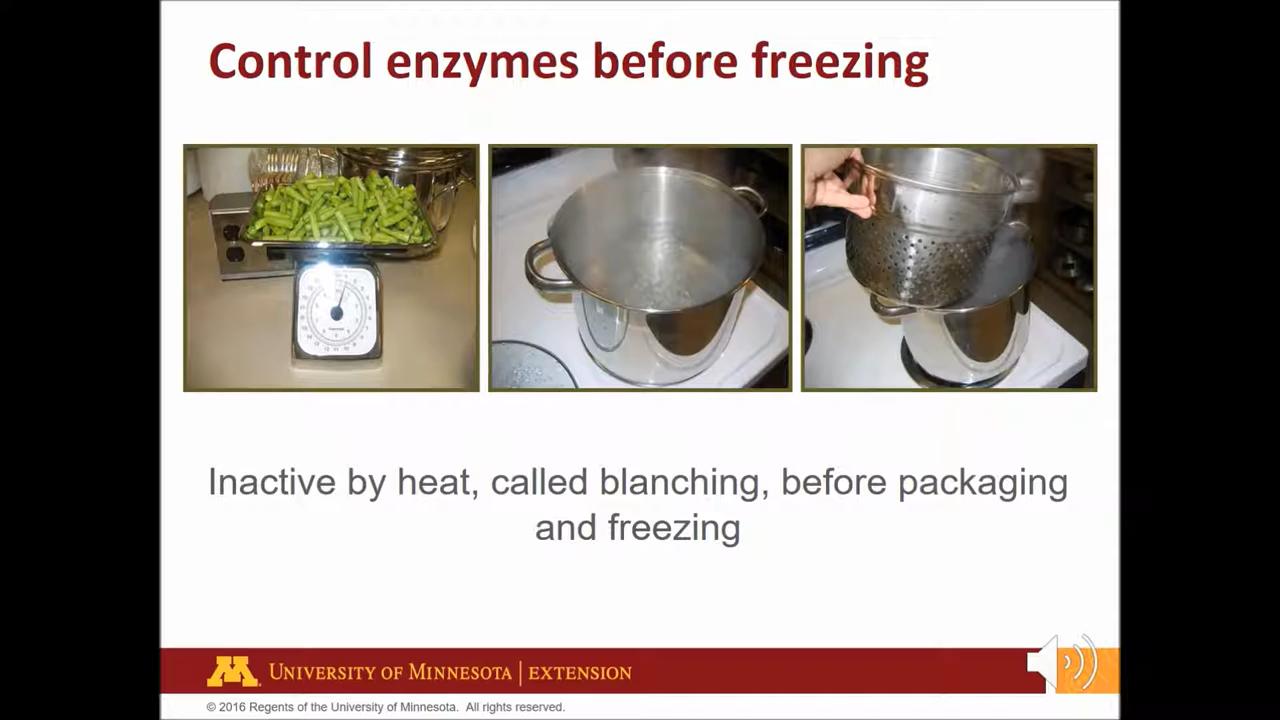 Control enzymes before freezing
Inactive by heat, called blanching, before packaging
and freezing
UNIVERSITY OF MINNESOTA | EXTENSION
© 2016 Regents of the University of Minnesota. All rights reserved.